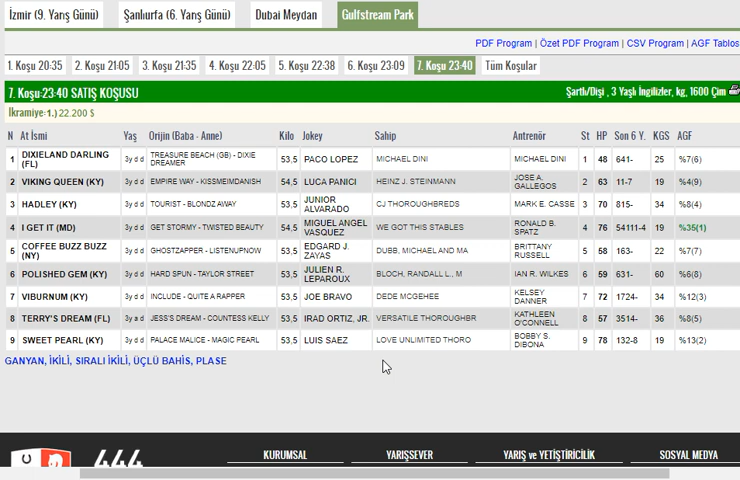 İzmir (9. Yarış Günü) Şanlıurfa (6. Yarış Günü) Dubai Meydan Gulfstream Park
PDF Program | Özet PDF Program | CSV Program | AGF Tablos
1. Koşu 20:35 2. Koşu 21:05 3. Koşu 21:35 4. Koşu 22:05 5. Koşu 22:38 6. Koşu 23:09 7. Koşu 23:40 Tüm Koşular
7. Koşu:23:40 SATIŞ KOŞUSU Şartlı/Dişi , 3 Yaşlı İngilizler, kg, 1600 Çim
İkramiye:1.) 22.200 $
N At İsmi Yaş Orijin (Baba - Anne) Kilo Jokey Sahip Antrenör St HP Son 6 Y. KGS AGF
1 DIXIELAND DARLING (FL) 3y d d TREASURE BEACH (GB) - DIXIE DREAMER 53,5 PACO LOPEZ MICHAEL DINI MICHAEL DINI 1 48 641- 25 %7(6)
2 VIKING QUEEN (KY) 3y d d EMPIRE WAY - KISSMEIMDANISH 54,5 LUCA PANICI HEINZ J. STEINMANN JOSE A. GALLEGOS 2 63 11-7 19 %4(9)
3 HADLEY (KY) 3y d d TOURIST - BLONDZ AWAY 53,5 JUNIOR ALVARADO CJ THOROUGHBREDS MARK E. CASSE 3 70 815- 34 %8(4)
4 I GET IT (MD) 3y d d GET STORMY - TWISTED BEAUTY 54,5 MIGUEL ANGEL VASQUEZ WE GOT THIS STABLES RONALD B. SPATZ 4 76 54111-4 19 %35(1)
5 COFFEE BUZZ BUZZ (NY) 3y d d GHOSTZAPPER - LISTENUPNOW 53,5 EDGARD J. ZAYAS DUBB, MICHAEL AND MA BRITTANY RUSSELL 5 58 163- 22 %7(7)
6 POLISHED GEM (KY) 3y d d HARD SPUN - TAYLOR STREET 53,5 JULIEN R. LEPAROUX BLOCH, RANDALL L., M IAN R. WILKES 6 59 631- 60 %6(8)
7 VIBURNUM (KY) 3y d d INCLUDE - QUITE A RAPPER 53,5 JOE BRAVO DEDE MCGEHEE KELSEY DANNER 7 72 1724- 34 %12(3)
8 TERRY'S DREAM (FL) 3y a d JESS'S DREAM - COUNTESS KELLY 53,5 IRAD ORTIZ, JR. VERSATILE THOROUGHBR KATHLEEN O'CONNELL 8 57 3514- 36 %8(5)
9 SWEET PEARL (KY) 3y d d PALACE MALICE - MAGIC PEARL 53,5 LUIS SAEZ LOVE UNLIMITED THORO BOBBY S. DIBONA 9 78 132-8 19 %13(2)
GANYAN, İKİLİ, SIRALI İKİLİ, ÜÇLÜ BAHİS, PLASE
444 KURUMSAL YARIŞSEVER YARIŞ ve YETİŞTİRİCİLİK SOSYAL MEDYA